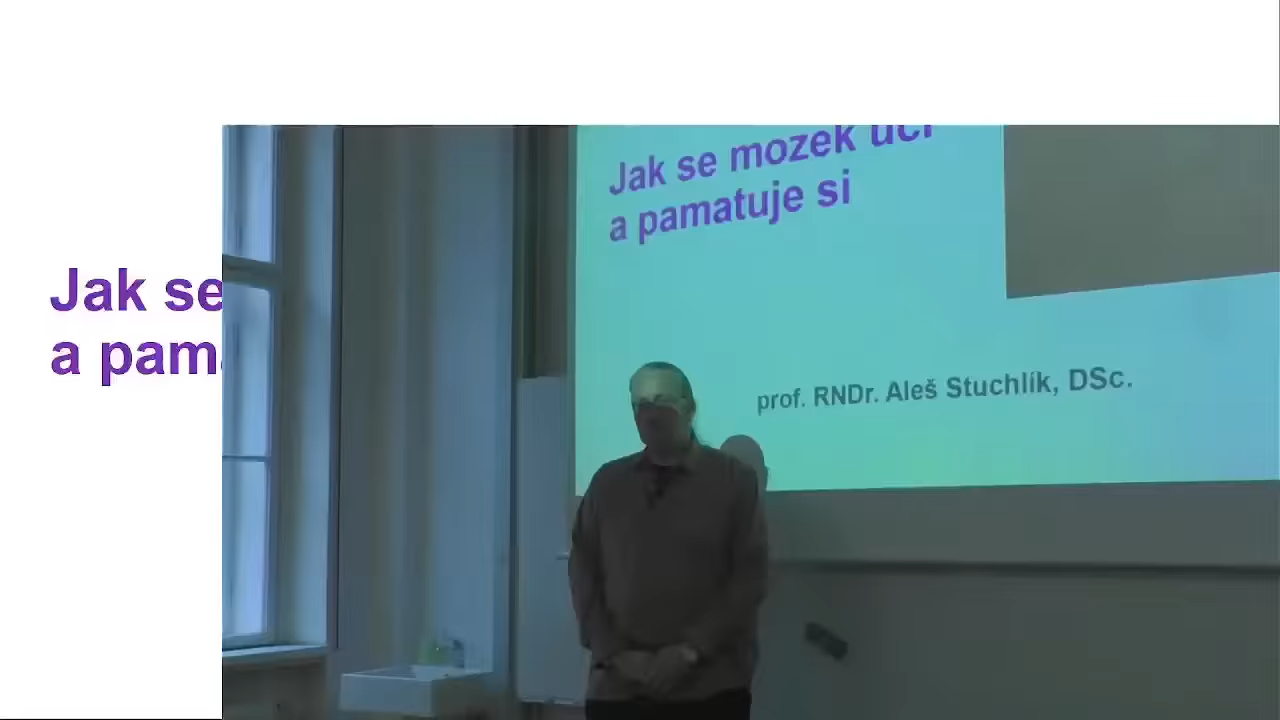 Jak se
a pam
Jak se mozek učí
a pamatuje si
prof. RNDr. Aleš Stuchlík, DSc.